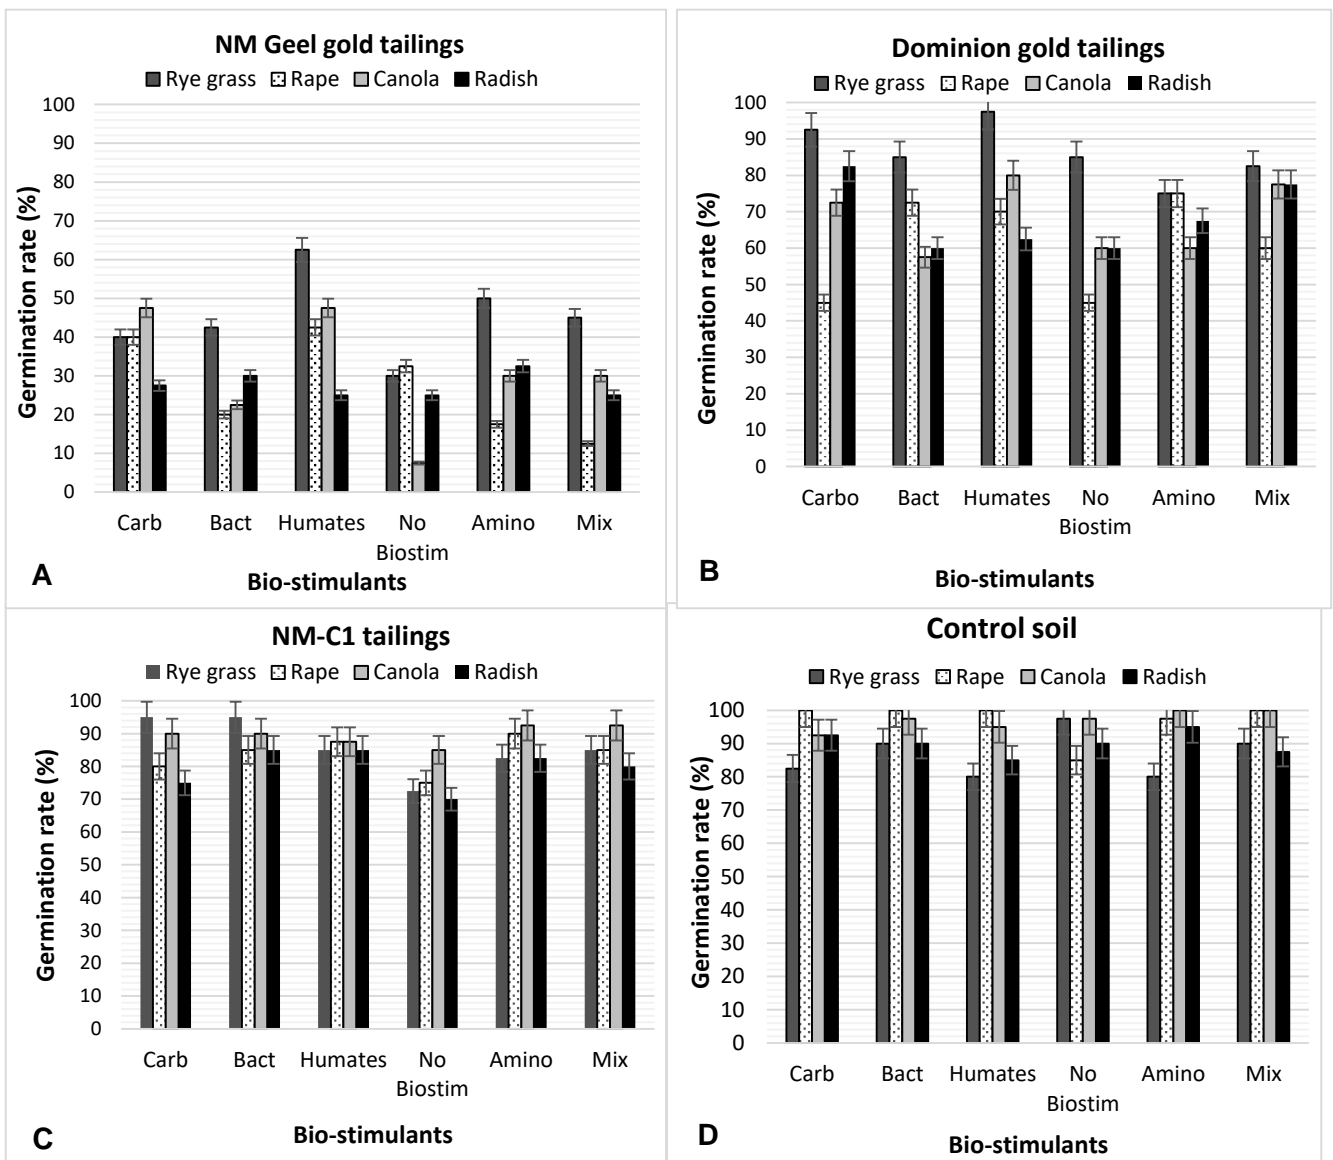 NM Geel gold tailings
Rye grass Rape Canola Radish
100
90
80
70
60
50
40
30
20
10
0
Germination rate (%)
Carb Bact Humates No Amino Mix
Biostim
Bio-stimulants
A
Dominion gold tailings
Rye grass Rape Canola Radish
100
90
80
70
60
50
40
30
20
10
0
Germination rate (%)
Carbo Bact Humates No Amino Mix
Biostim
Bio-stimulants
B
NM-C1 tailings
Rye grass Rape Canola Radish
100
90
80
70
60
50
40
30
20
10
0
Germination rate (%)
Carb Bact Humates No Amino Mix
Biostim
Bio-stimulants
C
Control soil
Rye grass Rape Canola Radish
100
90
80
70
60
50
40
30
20
10
0
Germination rate (%)
Carb Bact Humates No Amino Mix
Biostim
Bio-stimulants
D